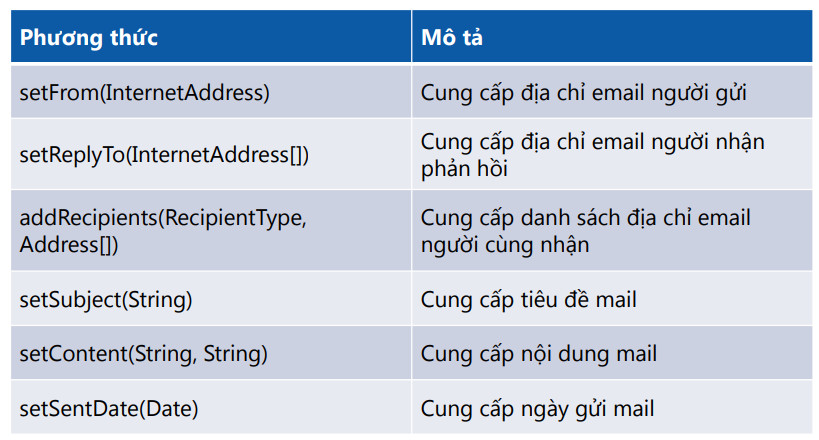 Phương thức
Mô tả
setFrom(InternetAddress)
Cung cấp địa chỉ email người gửi
setReplyTo(InternetAddress[])
Cung cấp địa chỉ email người nhận
phản hồi
addRecipients(RecipientType,
Address[])
Cung cấp danh sách địa chỉ email
người cùng nhận
setSubject(String)
Cung cấp tiêu đề mail
setContent(String, String)
Cung cấp nội dung mail
setSentDate(Date)
Cung cấp ngày gửi mail